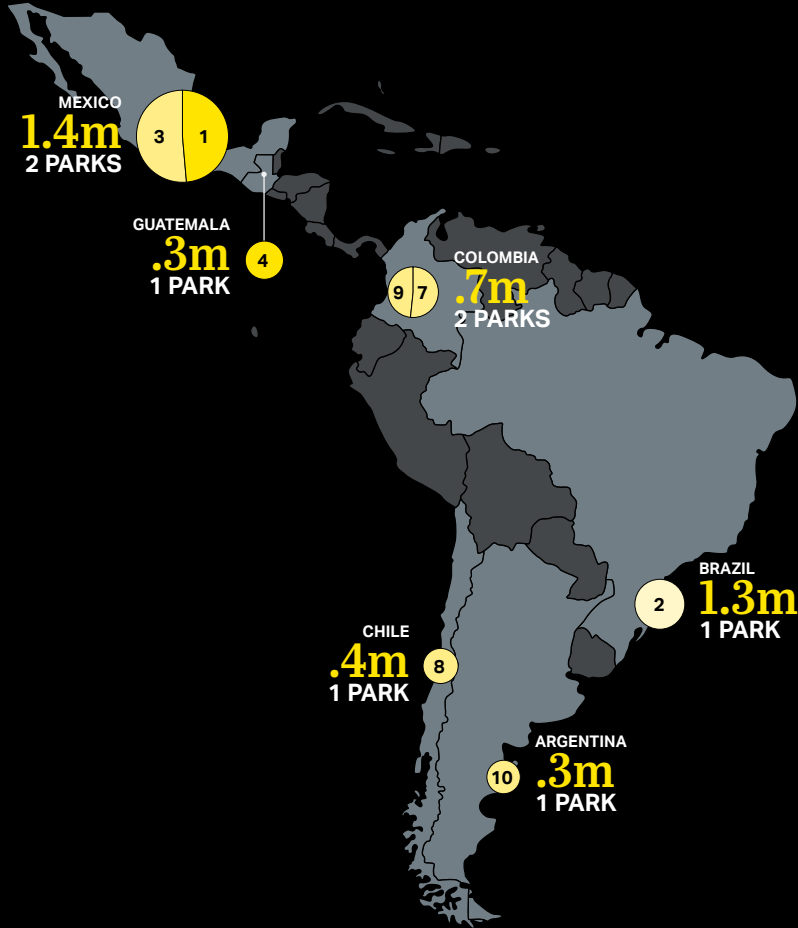 MEXICO
1.4m
2 PARKS
3
1
GUATEMALA
.3m
1 PARK
4
COLOMBIA
.7m
2 PARKS
9
7
BRAZIL
1.3m
1 PARK
2
CHILE
.4m
1 PARK
8
ARGENTINA
.3m
1 PARK
10